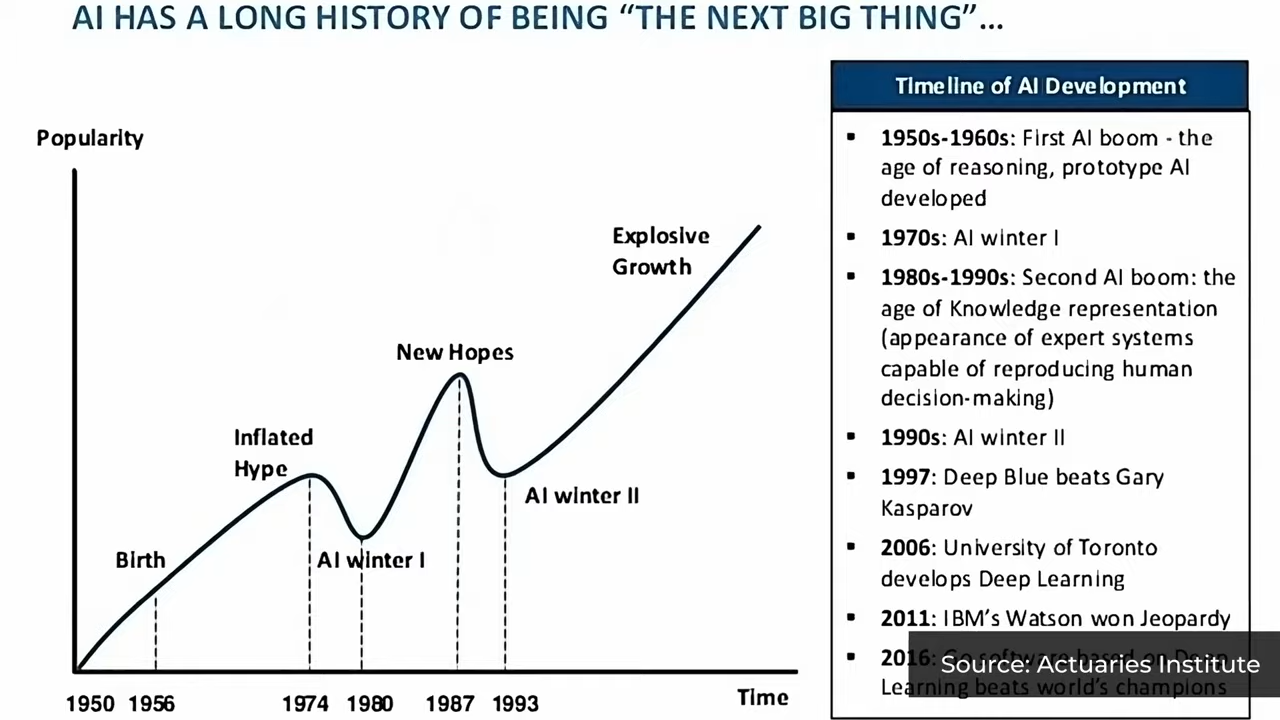 AI HAS A LONG HISTORY OF BEING “THE NEXT BIG THING”...
Popularity
Explosive
Growth
New Hopes
Inflated
Hype
AI winter II
Birth
AI winter I
1950 1956 1974 1980 1987 1993
Time
Timeline of AI Development
▪ 1950s-1960s: First AI boom - the
age of reasoning, prototype AI
developed
▪ 1970s: AI winter I
▪ 1980s-1990s: Second AI boom: the
age of Knowledge representation
(appearance of expert systems
capable of reproducing human
decision-making)
▪ 1990s: AI winter II
▪ 1997: Deep Blue beats Gary
Kasparov
▪ 2006: University of Toronto
develops Deep Learning
▪ 2011: IBM’s Watson won Jeopardy
▪ 2016: Go software based on Deep
Learning beats world’s champions
Source: Actuaries Institute